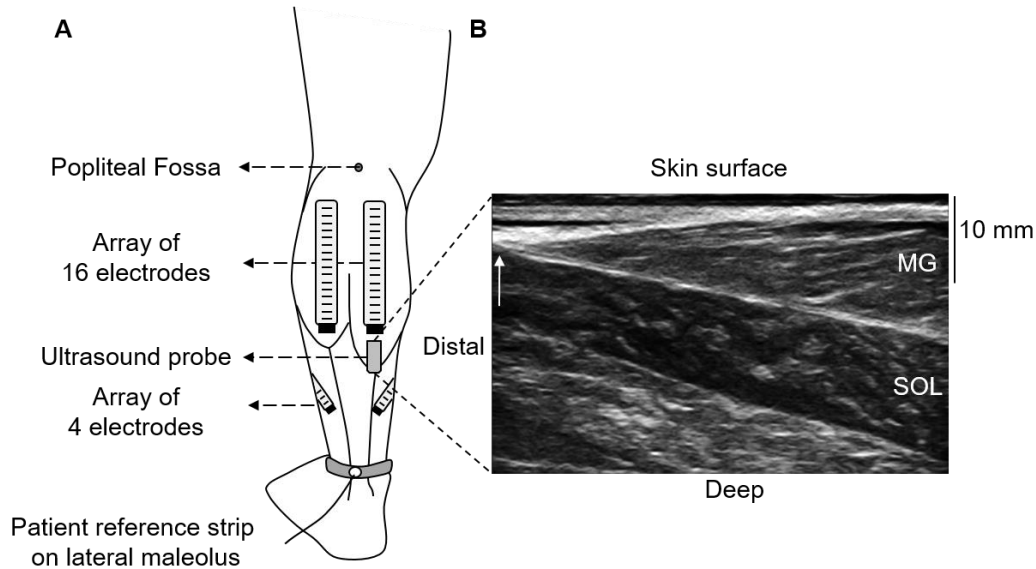 A
B
Popliteal Fossa
Array of
16 electrodes
Ultrasound probe
Array of
4 electrodes
Patient reference strip
on lateral maleolus
Skin surface
10 mm
MG
Distal
SOL
Deep